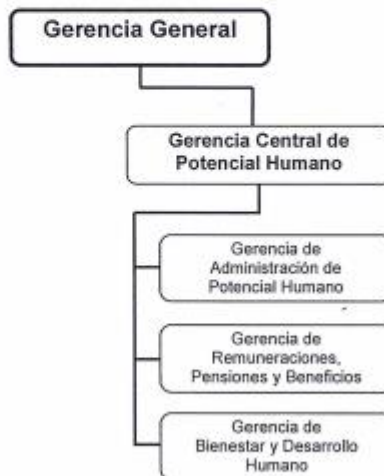 Gerencia General
Gerencia Central de
Potencial Humano
Gerencia de
Administración de
Potencial Humano
Gerencia de
Remuneraciones,
Pensiones y Beneficios
Gerencia de
Bienestar y Desarrollo
Humano